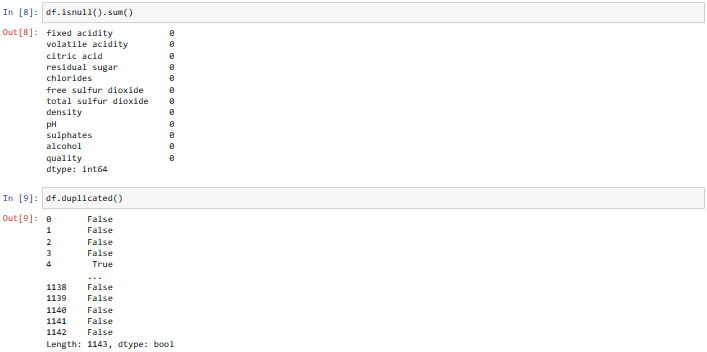 In [8]: df.isnull().sum()
Out[8]: fixed acidity 0
volatile acidity 0
citric acid 0
residual sugar 0
chlorides 0
free sulfur dioxide 0
total sulfur dioxide 0
density 0
pH 0
sulphates 0
alcohol 0
quality 0
dtype: int64
In [9]: df.duplicated()
Out[9]: 0 False
1 False
2 False
3 False
4 True
...
1138 False
1139 False
1140 False
1141 False
1142 False
Length: 1143, dtype: bool